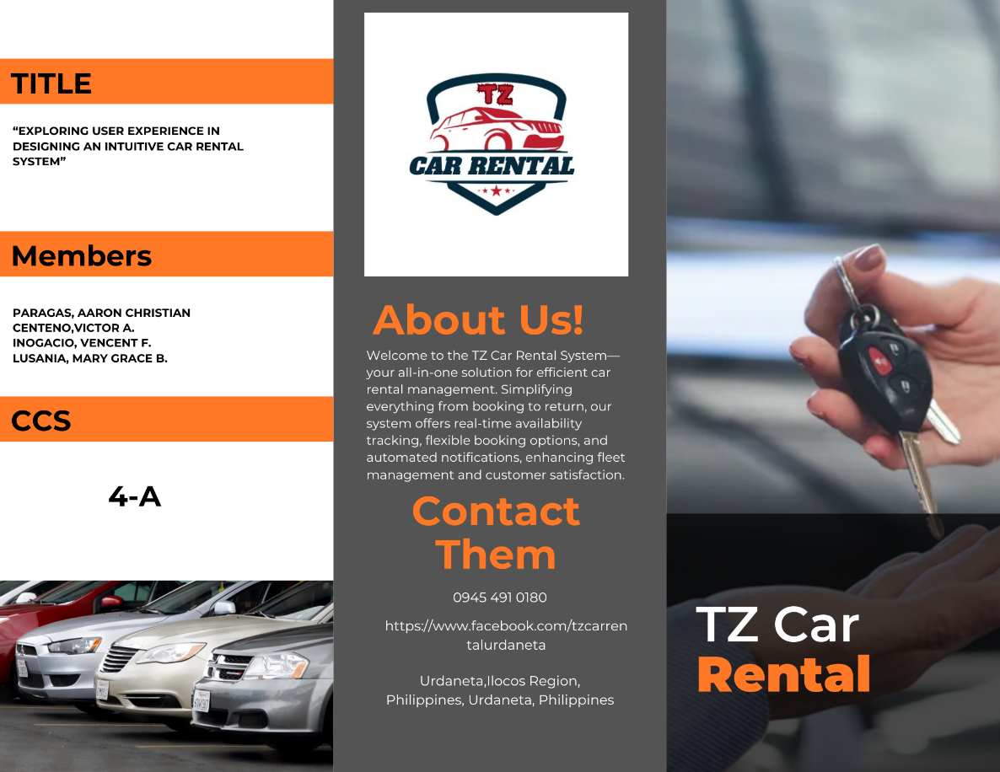 TITLE
“EXPLORING USER EXPERIENCE IN
DESIGNING AN INTUITIVE CAR RENTAL
SYSTEM”
Members
PARAGAS, AARON CHRISTIAN
CENTENO,VICTOR A.
INOGACIO, VENCENT F.
LUSANIA, MARY GRACE B.
CCS
4-A
TZ
CAR RENTAL
About Us!
Welcome to the TZ Car Rental System—
your all-in-one solution for efficient car
rental management. Simplifying
everything from booking to return, our
system offers real-time availability
tracking, flexible booking options, and
automated notifications, enhancing fleet
management and customer satisfaction.
Contact
Them
0945 491 0180
https://www.facebook.com/tzcarren
talurdaneta
Urdaneta,Ilocos Region,
Philippines, Urdaneta, Philippines
TZ Car
Rental